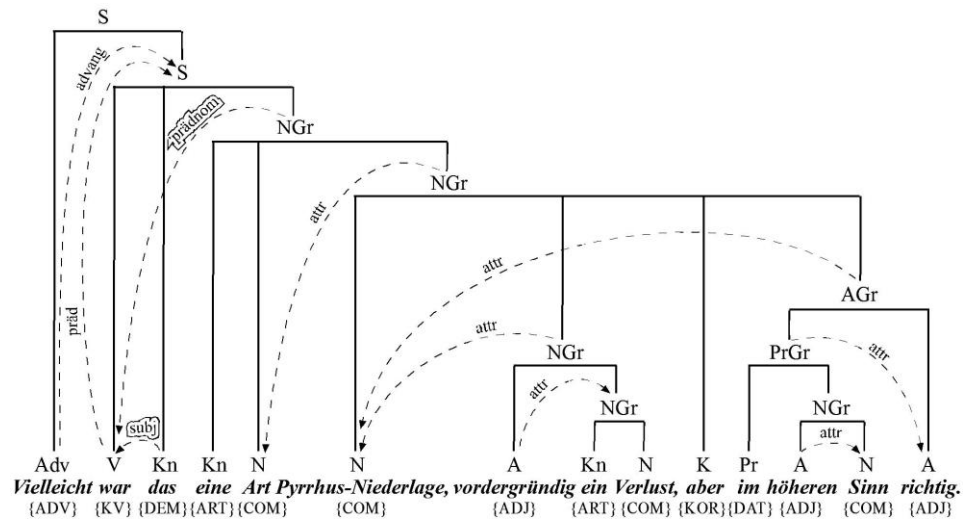 S
advang
S
prädnom
NGr
NGr
attr
attr
AGr
präd
attr
NGr
PrGr
attr
attr
NGr
NGr
subj
attr
Adv V Kn Kn N N A Kn N K Pr A N A
Vielleicht war das eine Art Pyrrhus-Niederlage, vordergründig ein Verlust, aber im höheren Sinn richtig.
{ADV} {KV} {DEM} {ART} {COM} {COM} {ADJ} {ART} {COM} {KOR} {DAT} {ADJ} {COM} {ADJ}